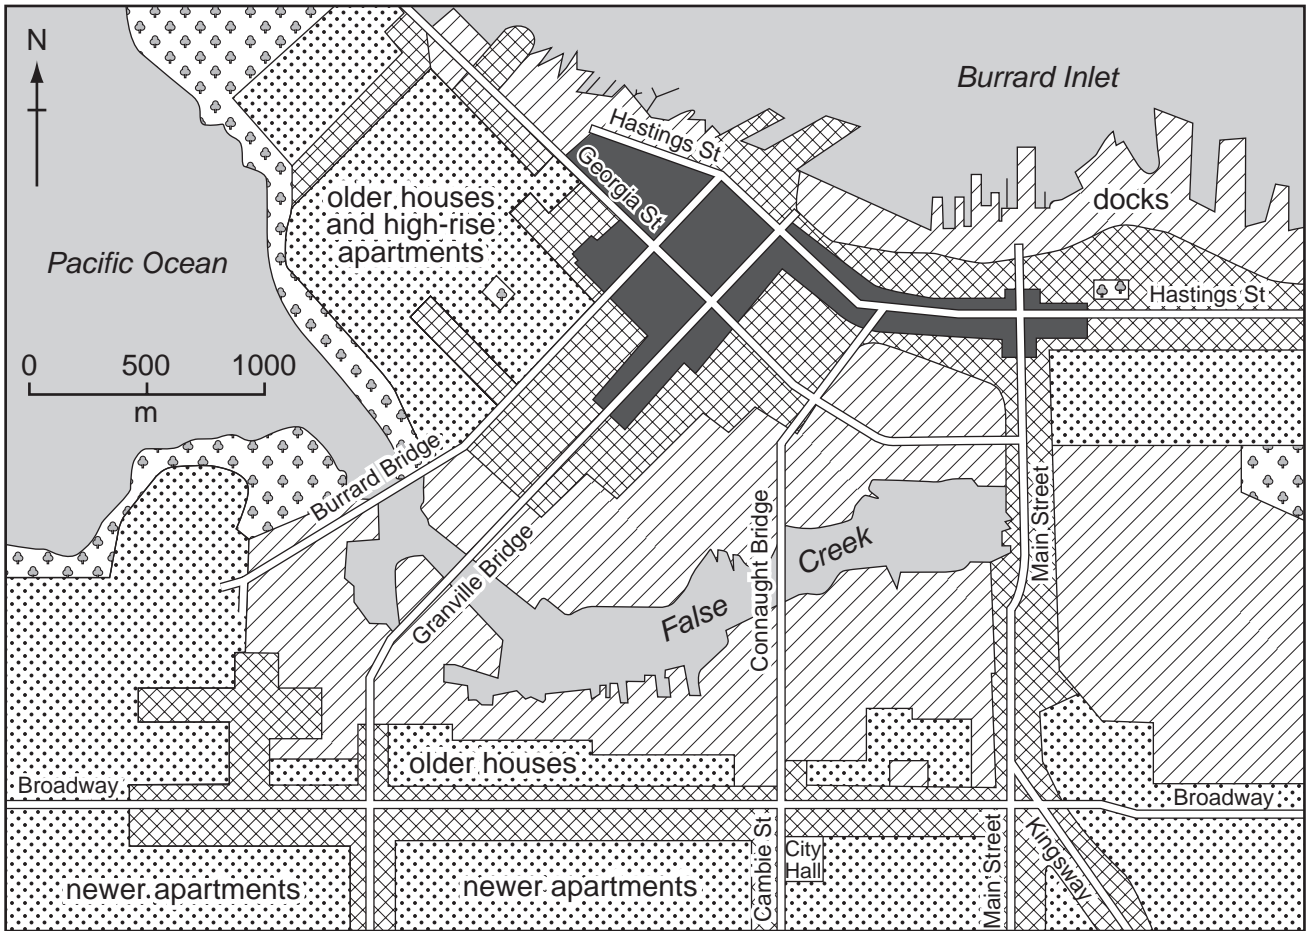 N
Burrard Inlet
Hastings St
Georgia St
docks
older houses
and high-rise
apartments
Pacific Ocean
Hastings St
0 500 1000
m
Burrard Bridge
Main Street
Connaught Bridge
Creek
Granville Bridge
False
older houses
Broadway
Broadway
Cambie St
City
Hall
Main Street
Kingsway
newer apartments
newer apartments